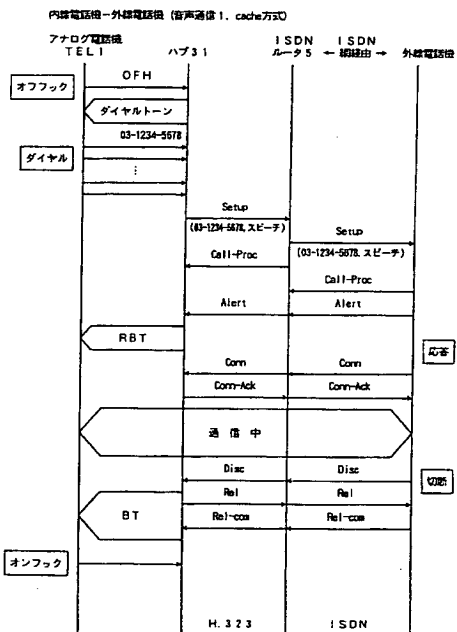 内線電話機－外線電話機 (音声通信1. cache方式)
アナログ電話機
TEL1
ハブ31
ISDN
ルータ5
ISDN
← 網経由 →
外線電話機
オフフック
OFH
ダイヤルトーン
03-1234-5678
ダイヤル
⋮
Setup
(03-1234-5678, スピーチ)
Setup
(03-1234-5678, スピーチ)
Call-Proc
Call-Proc
Alert
Alert
RBT
応答
Conn
Conn
Conn-Ack
Conn-Ack
通信中
Disc
Disc
切断
Rel
Rel
BT
Rel-com
Rel-com
オンフック
H.323
ISDN